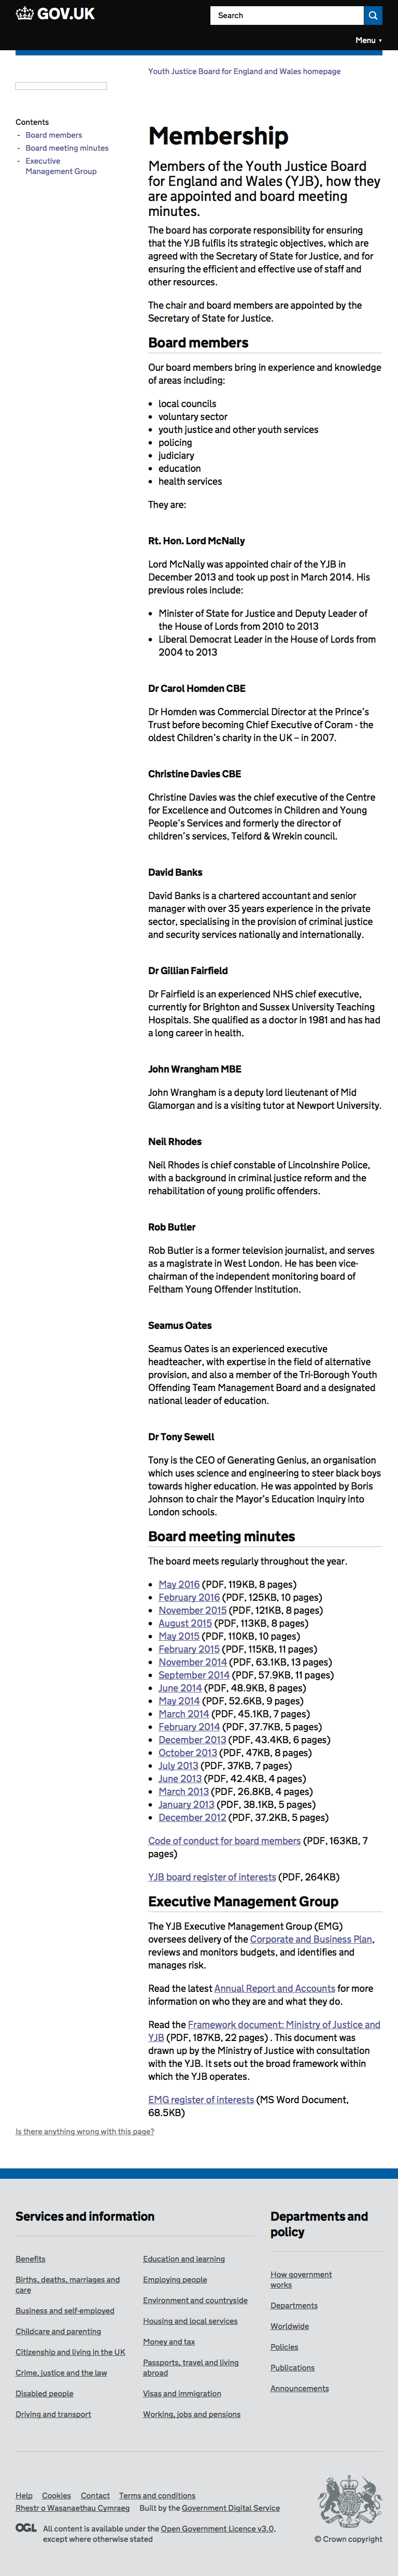 GOV.UK
Search
Menu ▾
Youth Justice Board for England and Wales homepage
Contents
- Board members
- Board meeting minutes
- Executive
Management Group
Membership
Members of the Youth Justice Board
for England and Wales (YJB), how they
are appointed and board meeting
minutes.
The board has corporate responsibility for ensuring
that the YJB fulfils its strategic objectives, which are
agreed with the Secretary of State for Justice, and for
ensuring the efficient and effective use of staff and
other resources.
The chair and board members are appointed by the
Secretary of State for Justice.
Board members
Our board members bring in experience and knowledge
of areas including:
• local councils
• voluntary sector
• youth justice and other youth services
• policing
• judiciary
• education
• health services
They are:
Rt. Hon. Lord McNally
Lord McNally was appointed chair of the YJB in
December 2013 and took up post in March 2014. His
previous roles include:
• Minister of State for Justice and Deputy Leader of
the House of Lords from 2010 to 2013
• Liberal Democrat Leader in the House of Lords from
2004 to 2013
Dr Carol Homden CBE
Dr Homden was Commercial Director at the Prince's
Trust before becoming Chief Executive of Coram - the
oldest Children's charity in the UK – in 2007.
Christine Davies CBE
Christine Davies was the chief executive of the Centre
for Excellence and Outcomes in Children and Young
People's Services and formerly the director of
children's services, Telford & Wrekin council.
David Banks
David Banks is a chartered accountant and senior
manager with over 35 years experience in the private
sector, specialising in the provision of criminal justice
and security services nationally and internationally.
Dr Gillian Fairfield
Dr Fairfield is an experienced NHS chief executive,
currently for Brighton and Sussex University Teaching
Hospitals. She qualified as a doctor in 1981 and has had
a long career in health.
John Wrangham MBE
John Wrangham is a deputy lord lieutenant of Mid
Glamorgan and is a visiting tutor at Newport University.
Neil Rhodes
Neil Rhodes is chief constable of Lincolnshire Police,
with a background in criminal justice reform and the
rehabilitation of young prolific offenders.
Rob Butler
Rob Butler is a former television journalist, and serves
as a magistrate in West London. He has been vice-
chairman of the independent monitoring board of
Feltham Young Offender Institution.
Seamus Oates
Seamus Oates is an experienced executive
headteacher, with expertise in the field of alternative
provision, and also a member of the Tri-Borough Youth
Offending Team Management Board and a designated
national leader of education.
Dr Tony Sewell
Tony is the CEO of Generating Genius, an organisation
which uses science and engineering to steer black boys
towards higher education. He was appointed by Boris
Johnson to chair the Mayor's Education Inquiry into
London schools.
Board meeting minutes
The board meets regularly throughout the year.
• May 2016 (PDF, 119KB, 8 pages)
• February 2016 (PDF, 125KB, 10 pages)
• November 2015 (PDF, 121KB, 8 pages)
• August 2015 (PDF, 113KB, 8 pages)
• May 2015 (PDF, 110KB, 10 pages)
• February 2015 (PDF, 115KB, 11 pages)
• November 2014 (PDF, 63.1KB, 13 pages)
• September 2014 (PDF, 57.9KB, 11 pages)
• June 2014 (PDF, 48.9KB, 8 pages)
• May 2014 (PDF, 52.6KB, 9 pages)
• March 2014 (PDF, 45.1KB, 7 pages)
• February 2014 (PDF, 37.7KB, 5 pages)
• December 2013 (PDF, 43.4KB, 6 pages)
• October 2013 (PDF, 47KB, 8 pages)
• July 2013 (PDF, 37KB, 7 pages)
• June 2013 (PDF, 42.4KB, 4 pages)
• March 2013 (PDF, 26.8KB, 4 pages)
• January 2013 (PDF, 38.1KB, 5 pages)
• December 2012 (PDF, 37.2KB, 5 pages)
Code of conduct for board members (PDF, 163KB, 7
pages)
YJB board register of interests (PDF, 264KB)
Executive Management Group
The YJB Executive Management Group (EMG)
oversees delivery of the Corporate and Business Plan,
reviews and monitors budgets, and identifies and
manages risk.
Read the latest Annual Report and Accounts for more
information on who they are and what they do.
Read the Framework document: Ministry of Justice and
YJB (PDF, 187KB, 22 pages) . This document was
drawn up by the Ministry of Justice with consultation
with the YJB. It sets out the broad framework within
which the YJB operates.
EMG register of interests (MS Word Document,
68.5KB)
Is there anything wrong with this page?
Services and information
Benefits
Births, deaths, marriages and
care
Business and self-employed
Childcare and parenting
Citizenship and living in the UK
Crime, justice and the law
Disabled people
Driving and transport
Education and learning
Employing people
Environment and countryside
Housing and local services
Money and tax
Passports, travel and living
abroad
Visas and immigration
Working, jobs and pensions
Departments and
policy
How government
works
Departments
Worldwide
Policies
Publications
Announcements
Help Cookies Contact Terms and conditions
Rhestr o Wasanaethau Cymraeg Built by the Government Digital Service
OGL All content is available under the Open Government Licence v3.0,
except where otherwise stated
© Crown copyright